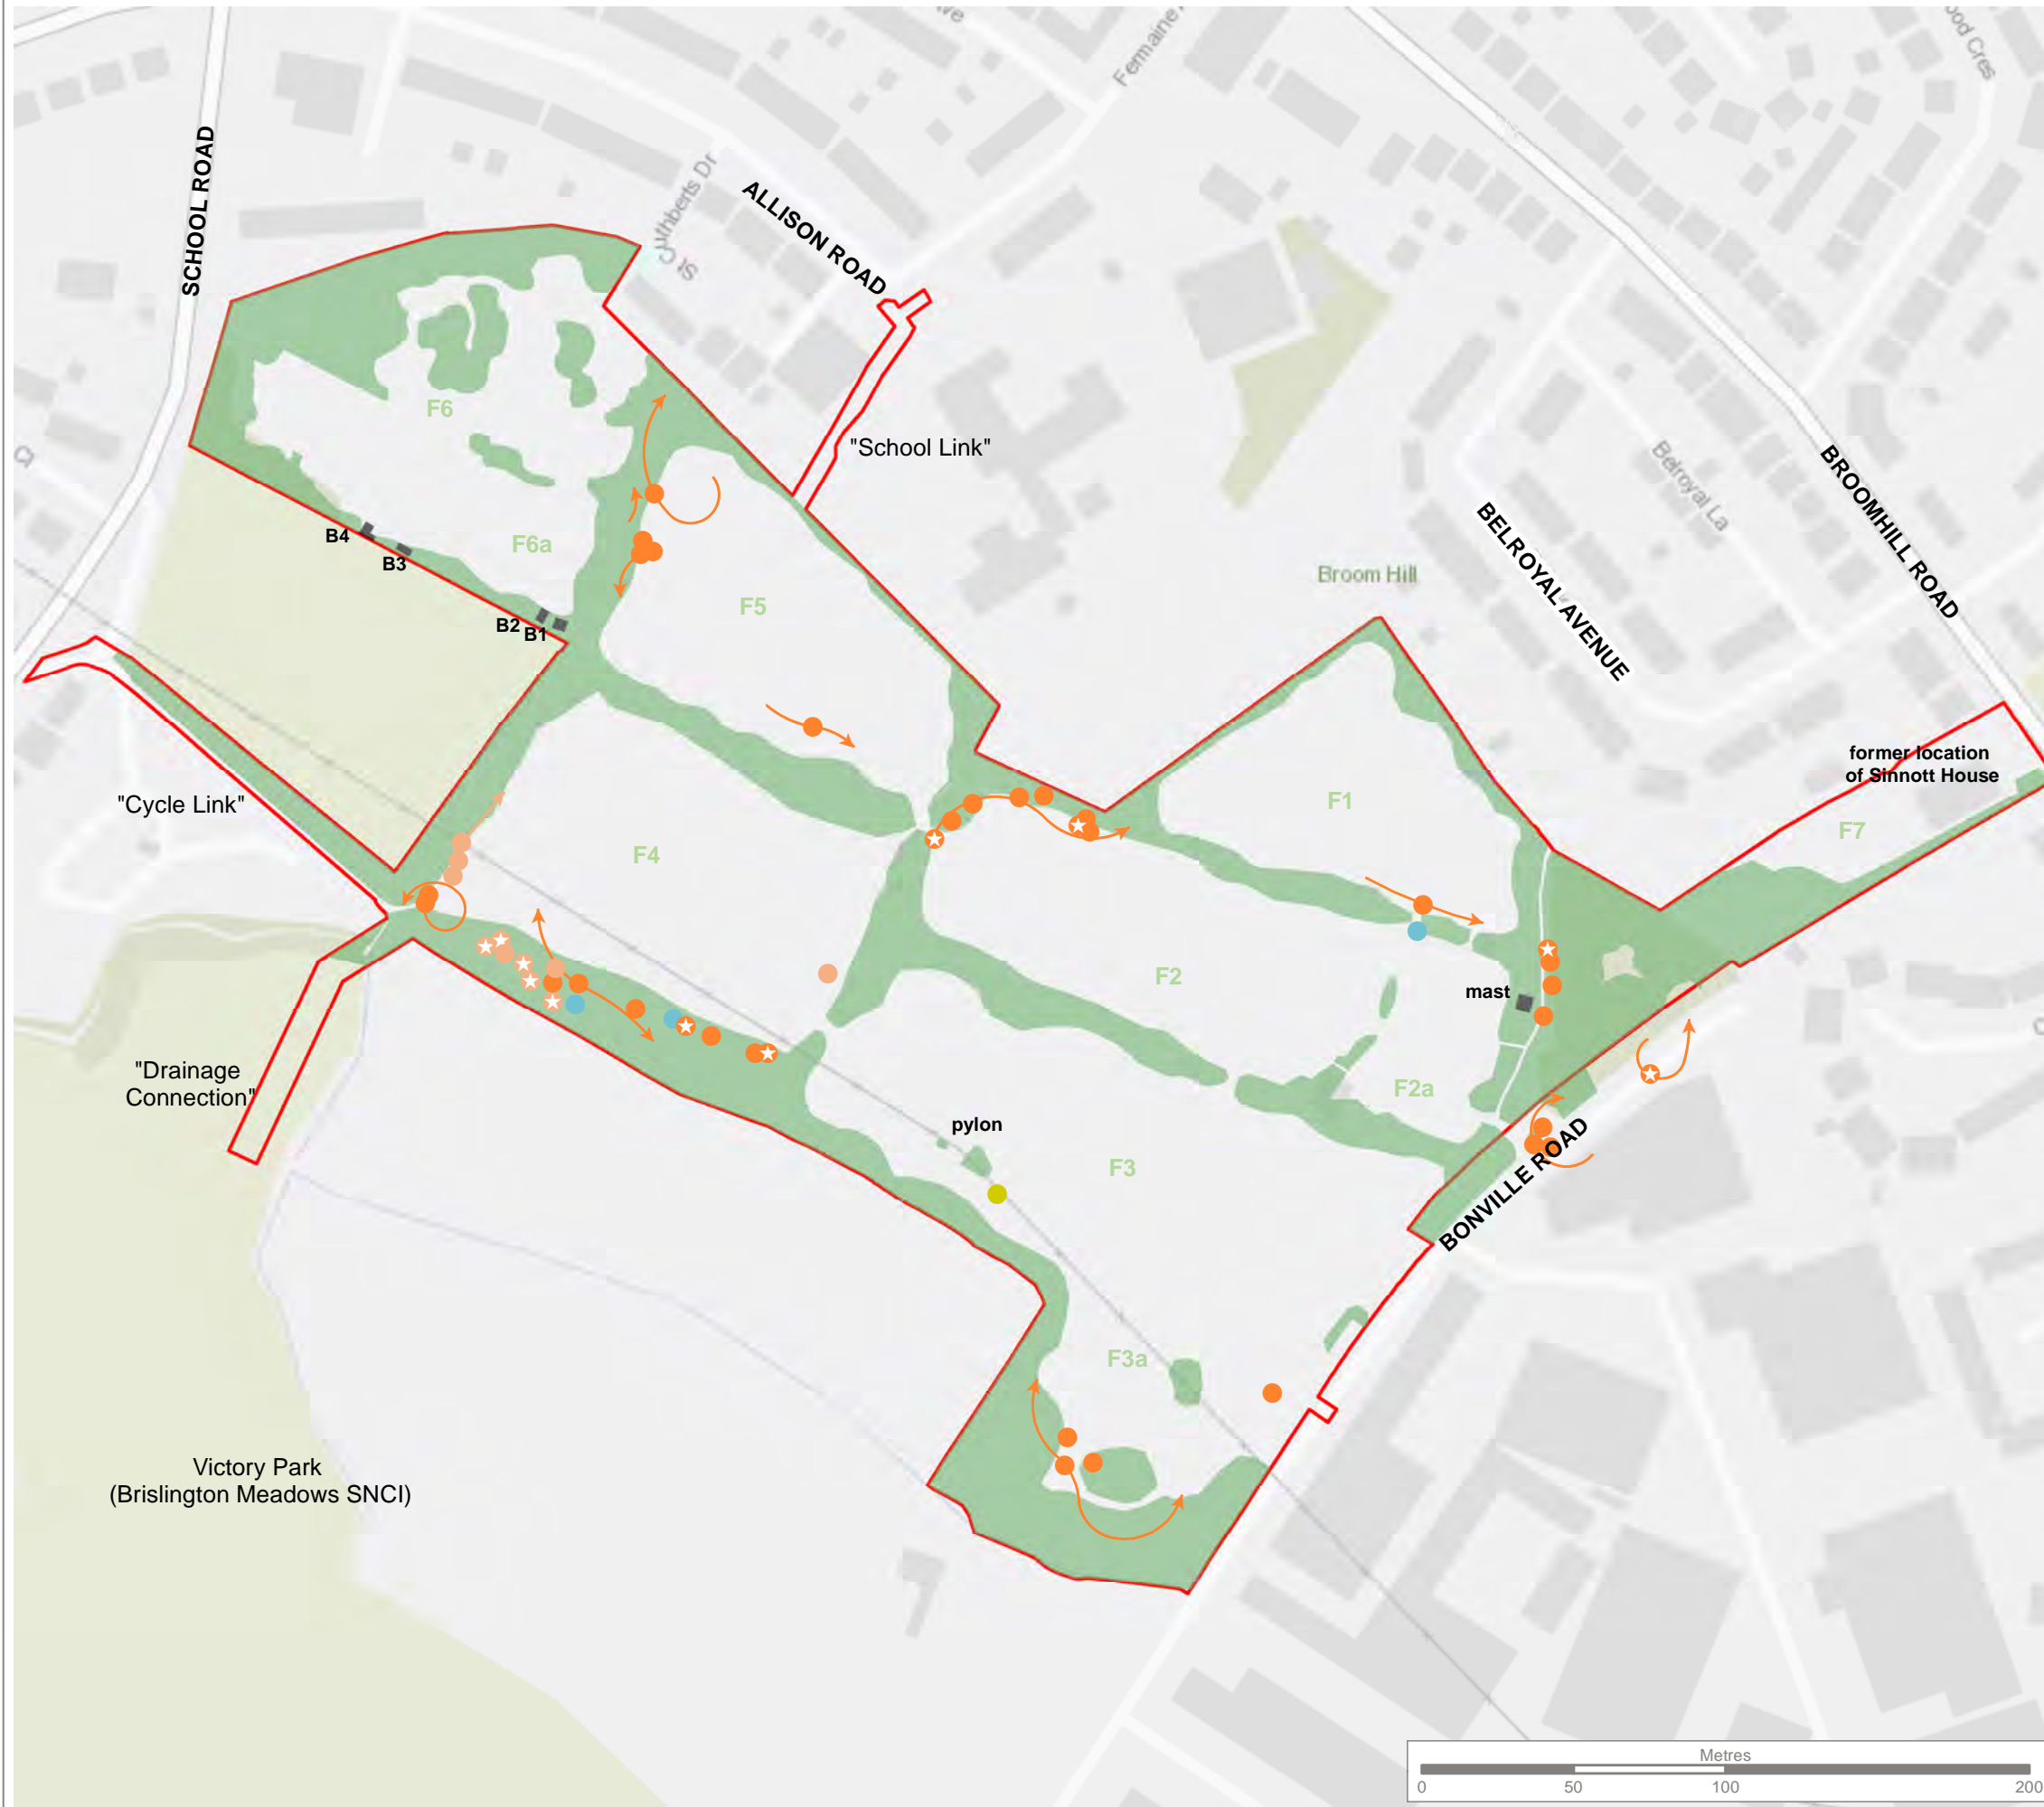 Fermaine
SCHOOL ROAD
St Cuthberts Dr
ALLISON ROAD
"School Link"
F6
B4
B3
F6a
B2
B1
F5
Broom Hill
Belroyal La
BELROYAL AVENUE
BROOMHILL ROAD
former location
of Sinnott House
F7
"Cycle Link"
F4
F1
F2
mast
F2a
"Drainage
Connection"
pylon
F3
BONVILLE ROAD
F3a
Victory Park
(Brislington Meadows SNCI)
Metres
0
50
100
200